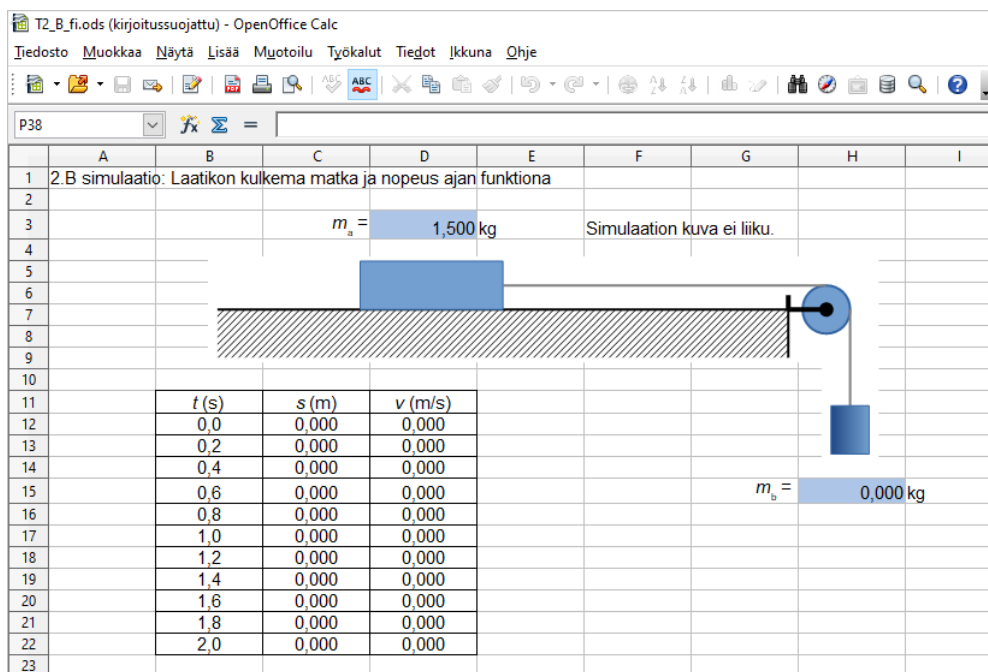 T2_B_fi.ods (kirjoitussuojattu) - OpenOffice Calc
Tiedosto Muokkaa Näytä Lisää Muotoilu Työkalut Tiedot Ikkuna Ohje
ABC ABC
P38
A B C D E F G H I
1 2.B simulaatio: Laatikon kulkema matka ja nopeus ajan funktiona
2
3 mₐ = 1,500 kg Simulaation kuva ei liiku.
4
5
6
7
8
9
10
11 t (s) s (m) v (m/s)
12 0,0 0,000 0,000
13 0,2 0,000 0,000
14 0,4 0,000 0,000
15 0,6 0,000 0,000 m_b = 0,000 kg
16 0,8 0,000 0,000
17 1,0 0,000 0,000
18 1,2 0,000 0,000
19 1,4 0,000 0,000
20 1,6 0,000 0,000
21 1,8 0,000 0,000
22 2,0 0,000 0,000
23